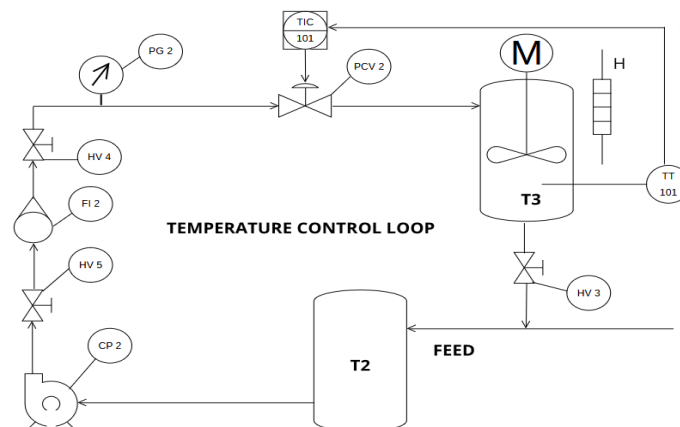 TIC
101
PG 2
PCV 2
M
H
HV 4
TT
101
T3
FI 2
TEMPERATURE CONTROL LOOP
HV 5
HV 3
CP 2
T2
FEED